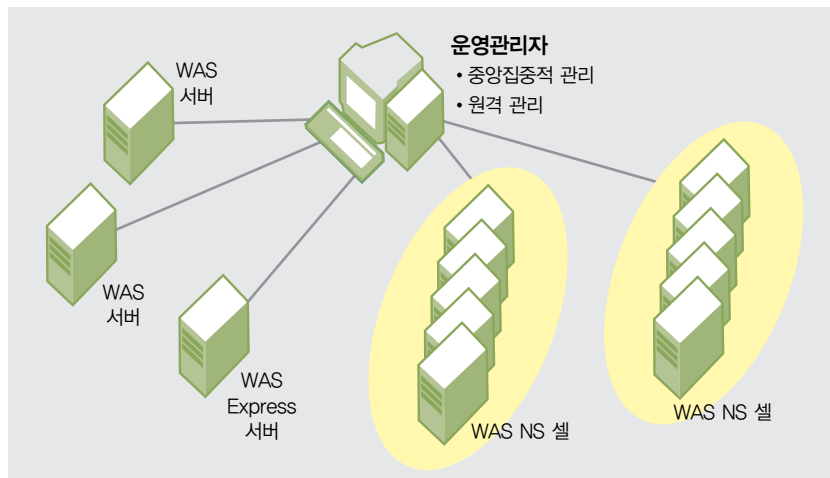 WAS
서버
운영관리자
• 중앙집중적 관리
• 원격 관리
WAS
서버
WAS
Express
서버
WAS NS 셀
WAS NS 셀